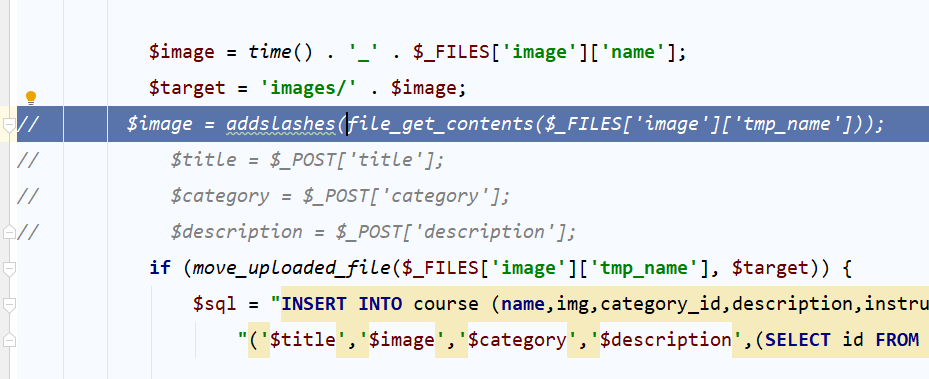 $image = time() . '_' . $_FILES['image']['name'];
$target = 'images/' . $image;
// $image = addslashes(file_get_contents($_FILES['image']['tmp_name']));
// $title = $_POST['title'];
// $category = $_POST['category'];
// $description = $_POST['description'];
if (move_uploaded_file($_FILES['image']['tmp_name'], $target)) {
$sql = "INSERT INTO course (name,img,category_id,description,instru
"('$title','$image','$category','$description',(SELECT id FROM